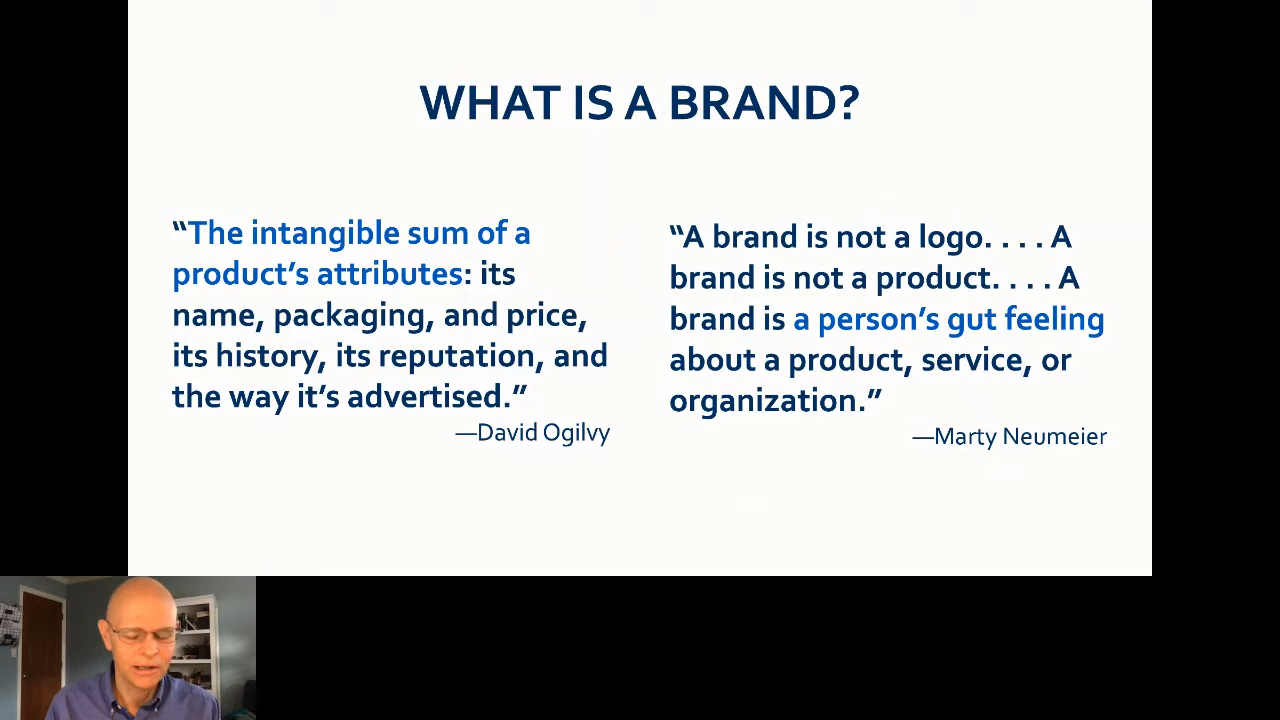 WHAT IS A BRAND?
“The intangible sum of a
product’s attributes: its
name, packaging, and price,
its history, its reputation, and
the way it’s advertised.”
—David Ogilvy
“A brand is not a logo. . . . A
brand is not a product. . . . A
brand is a person’s gut feeling
about a product, service, or
organization.”
—Marty Neumeier